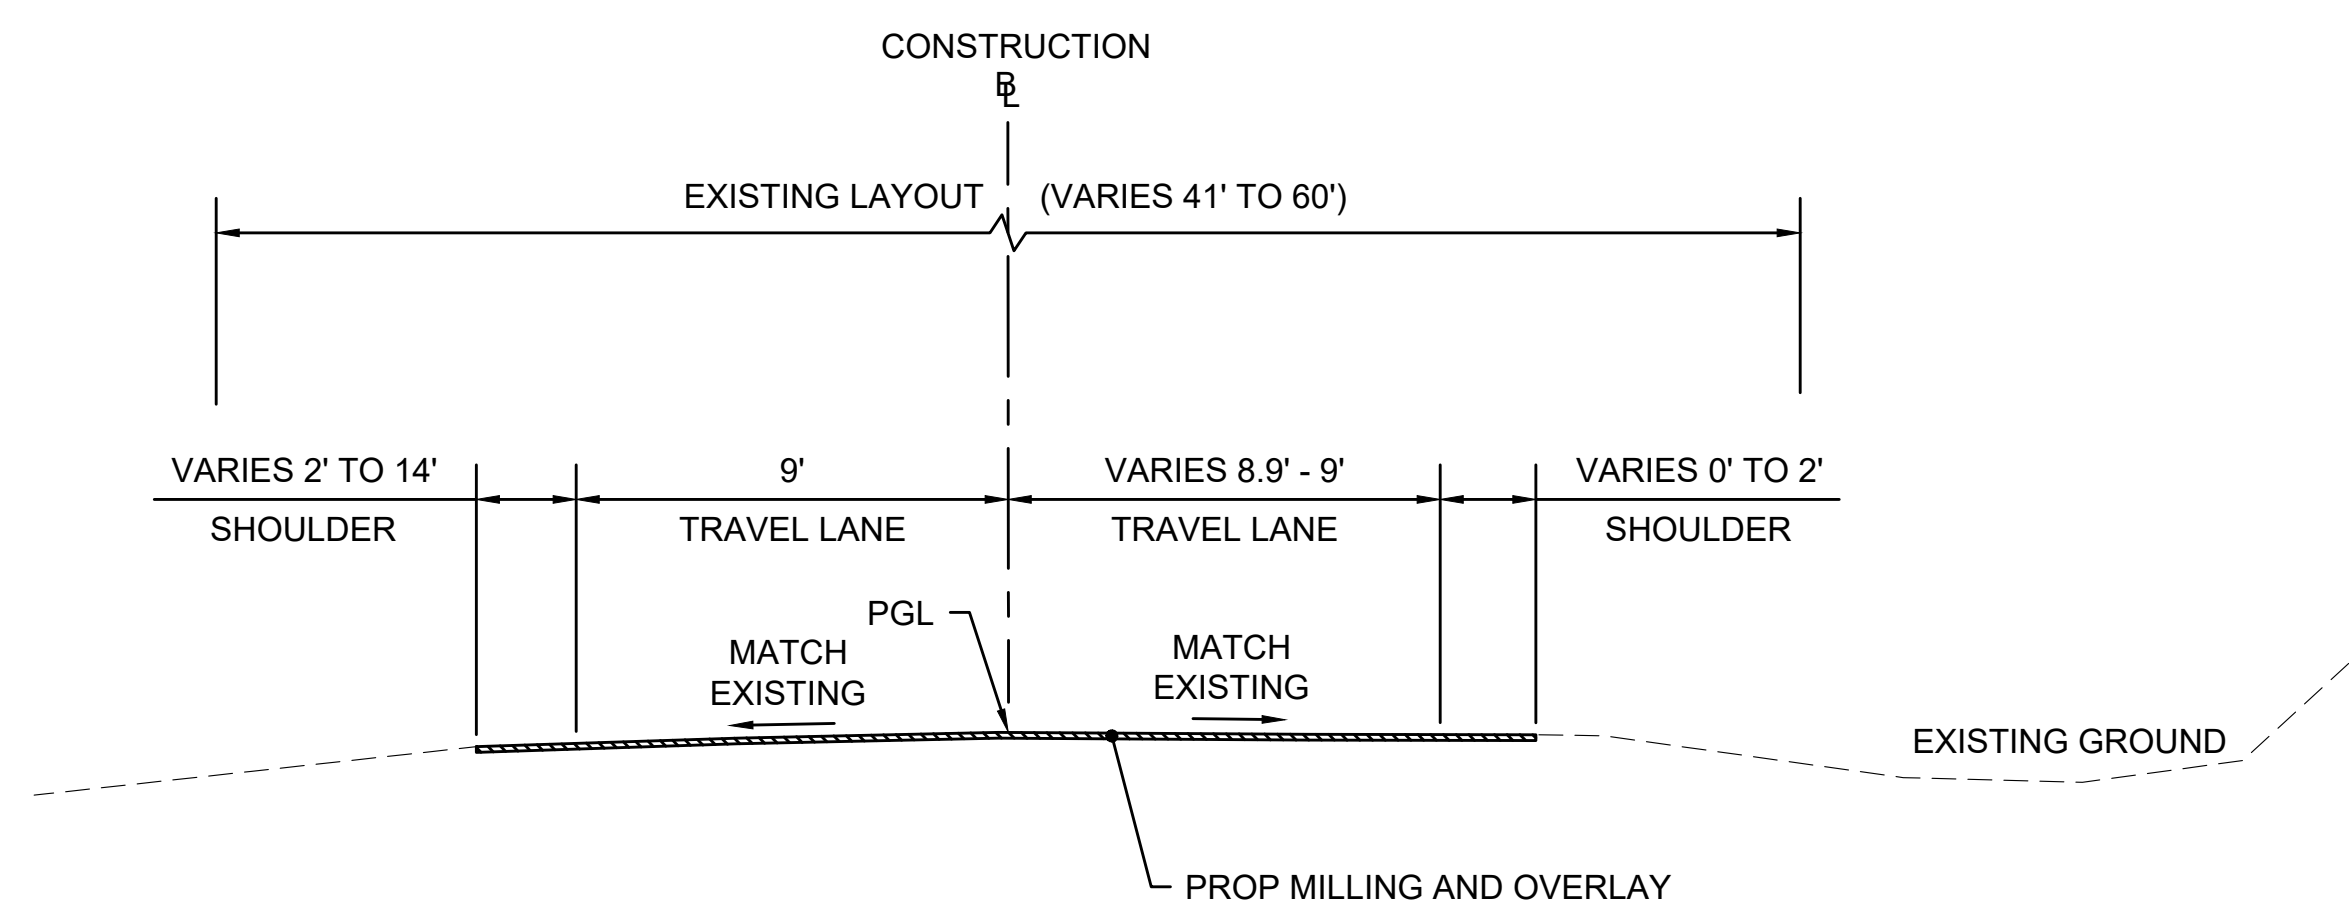 CONSTRUCTION
BL
EXISTING LAYOUT (VARIES 41' TO 60')
VARIES 2' TO 14'
SHOULDER
9'
TRAVEL LANE
VARIES 8.9' - 9'
TRAVEL LANE
VARIES 0' TO 2'
SHOULDER
PGL
MATCH
EXISTING
MATCH
EXISTING
EXISTING GROUND
PROP MILLING AND OVERLAY